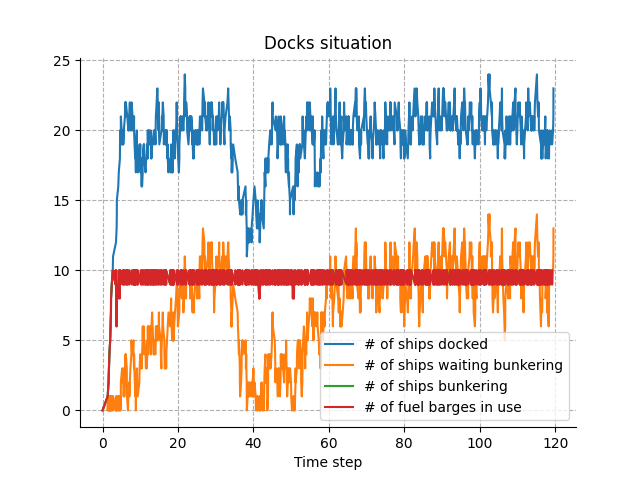 Docks situation
25
20
15
10
5
0
# of ships docked
# of ships waiting bunkering
# of ships bunkering
# of fuel barges in use
0 20 40 60 80 100 120
Time step